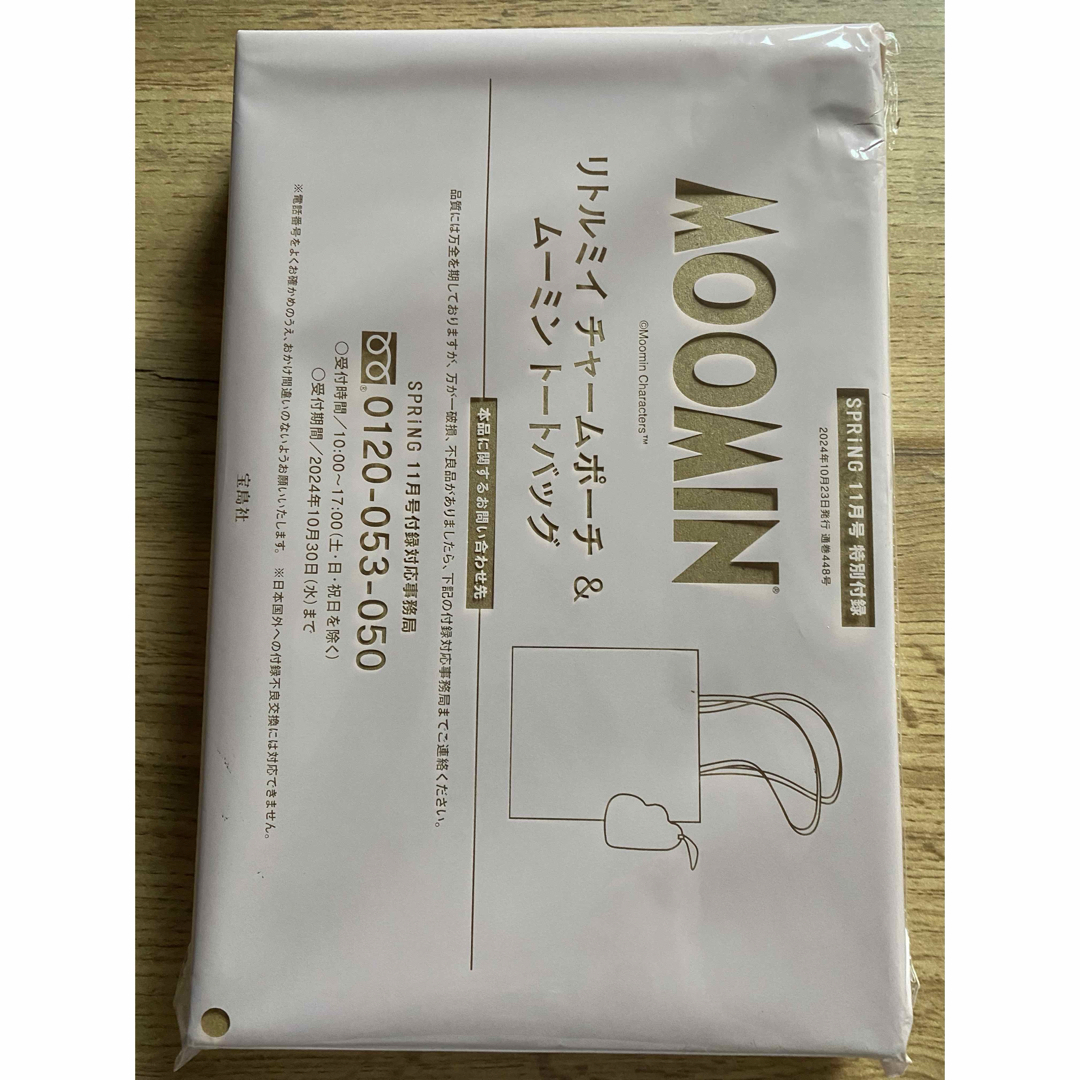 SPRiNG 11月号 特別付録
2024年10月23日発行 通巻448号
MOOMIN®
©Moomin Characters™
リトルミイ チャームポーチ &
ムーミン トートバッグ
本品に関するお問い合わせ先
品質には万全を期しておりますが、万が一破損、不良品がありましたら、下記の付録対応事務局までご連絡ください。
SPRiNG 11月号付録対応事務局
® 0120-053-050
○受付時間/10:00～17:00(土・日・祝日を除く)
○受付期間/2024年10月30日(水)まで
※電話番号をよくお確かめのうえ、おかけ間違いのないようお願いいたします。 ※日本国外への付録不良交換には対応できません。
宝島社